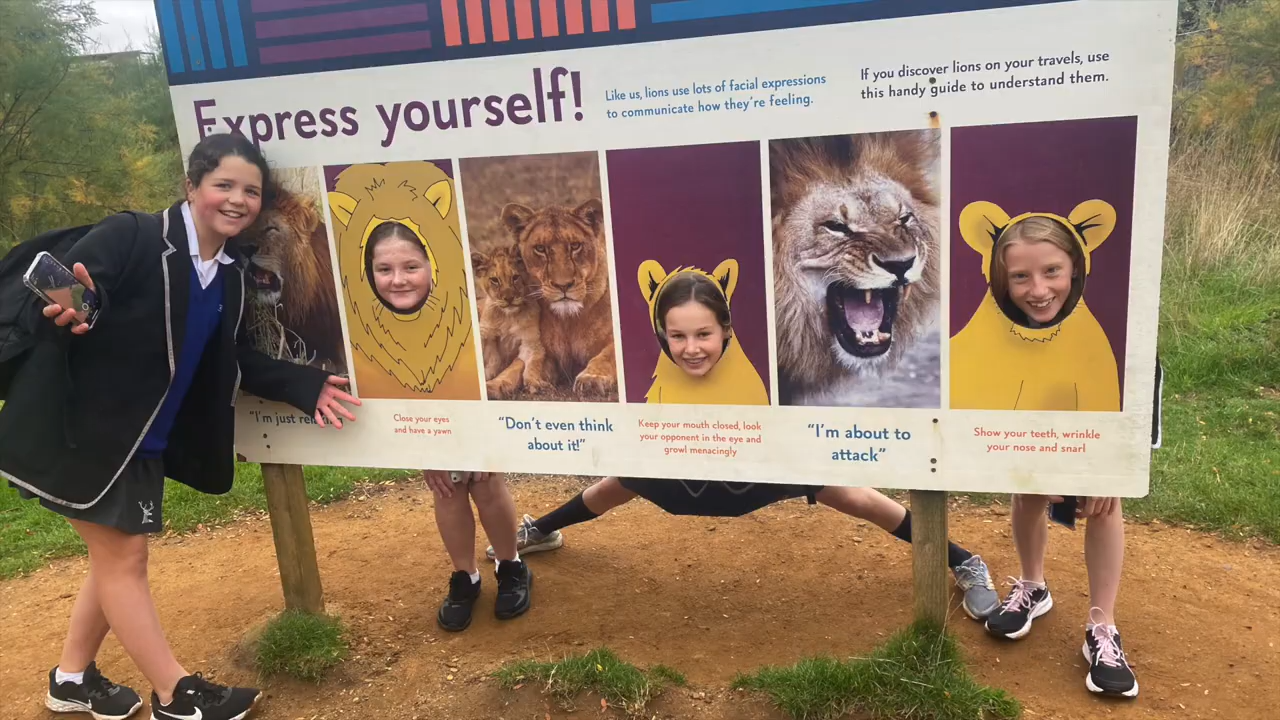 Express yourself!
Like us, lions use lots of facial expressions
to communicate how they're feeling.
If you discover lions on your travels, use
this handy guide to understand them.
"I'm just
Close your eyes
and have a yawn
"Don't even think
about it!"
Keep your mouth closed, look
your opponent in the eye and
growl menacingly
"I'm about to
attack"
Show your teeth, wrinkle
your nose and snarl